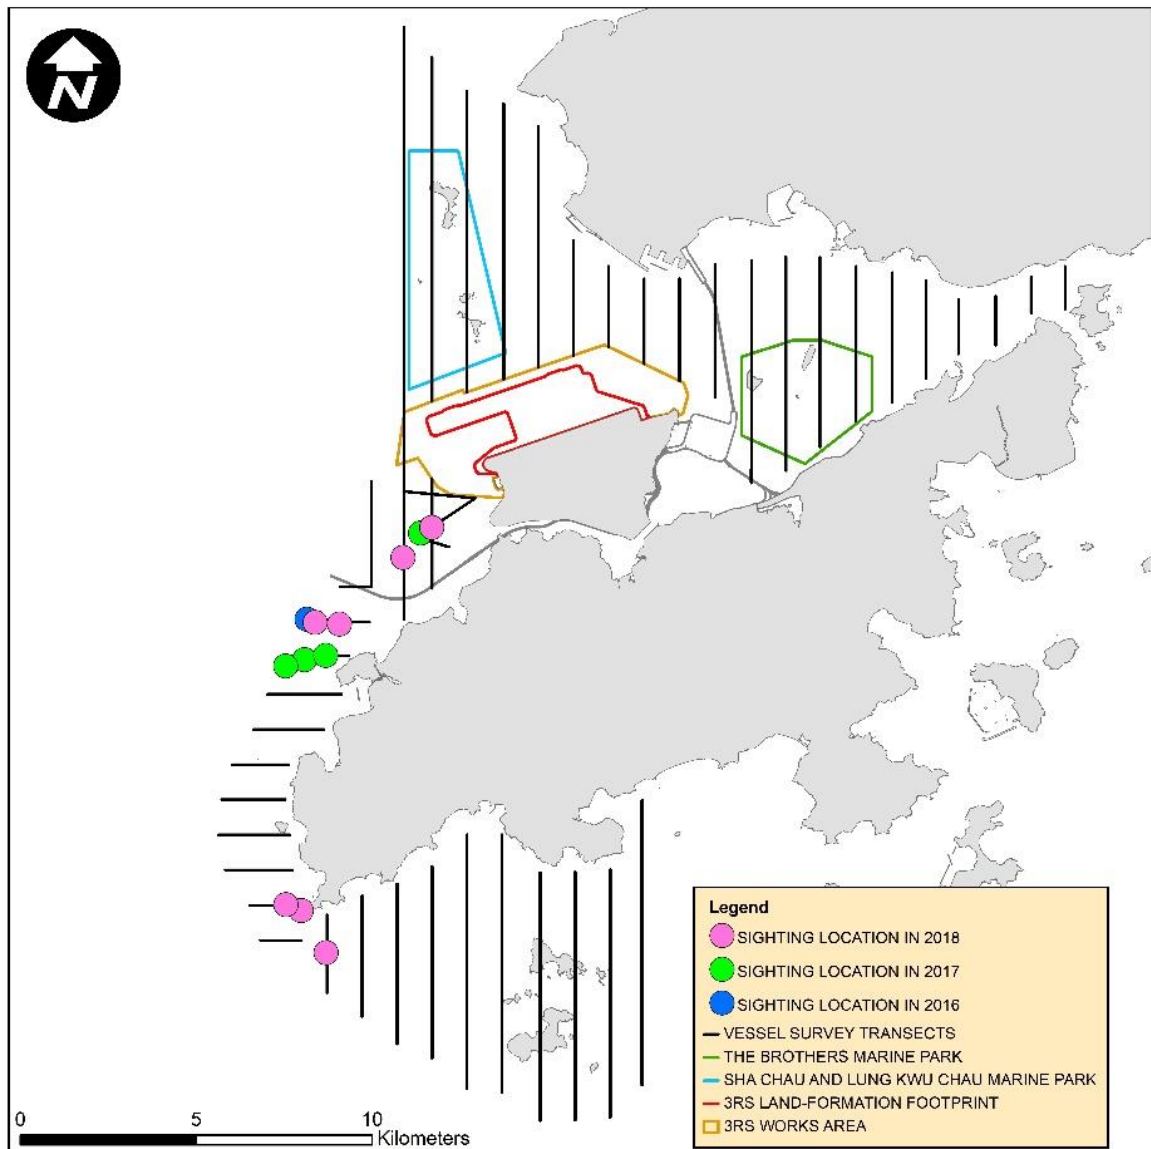 N
Legend
SIGHTING LOCATION IN 2018
SIGHTING LOCATION IN 2017
SIGHTING LOCATION IN 2016
VESSEL SURVEY TRANSECTS
THE BROTHERS MARINE PARK
SHA CHAU AND LUNG KWU CHAU MARINE PARK
3RS LAND-FORMATION FOOTPRINT
3RS WORKS AREA
0 5 10
Kilometers